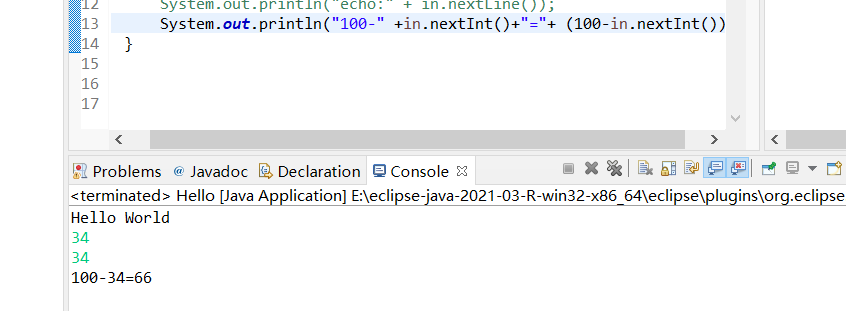 12 System.out.println("echo:" + in.nextLine());
13 System.out.println("100-" +in.nextInt()+"="+ (100-in.nextInt())
14 }
15
16
17
Problems @ Javadoc Declaration Console
<terminated> Hello [Java Application] E:\eclipse-java-2021-03-R-win32-x86_64\eclipse\plugins\org.eclipse
Hello World
34
34
100-34=66